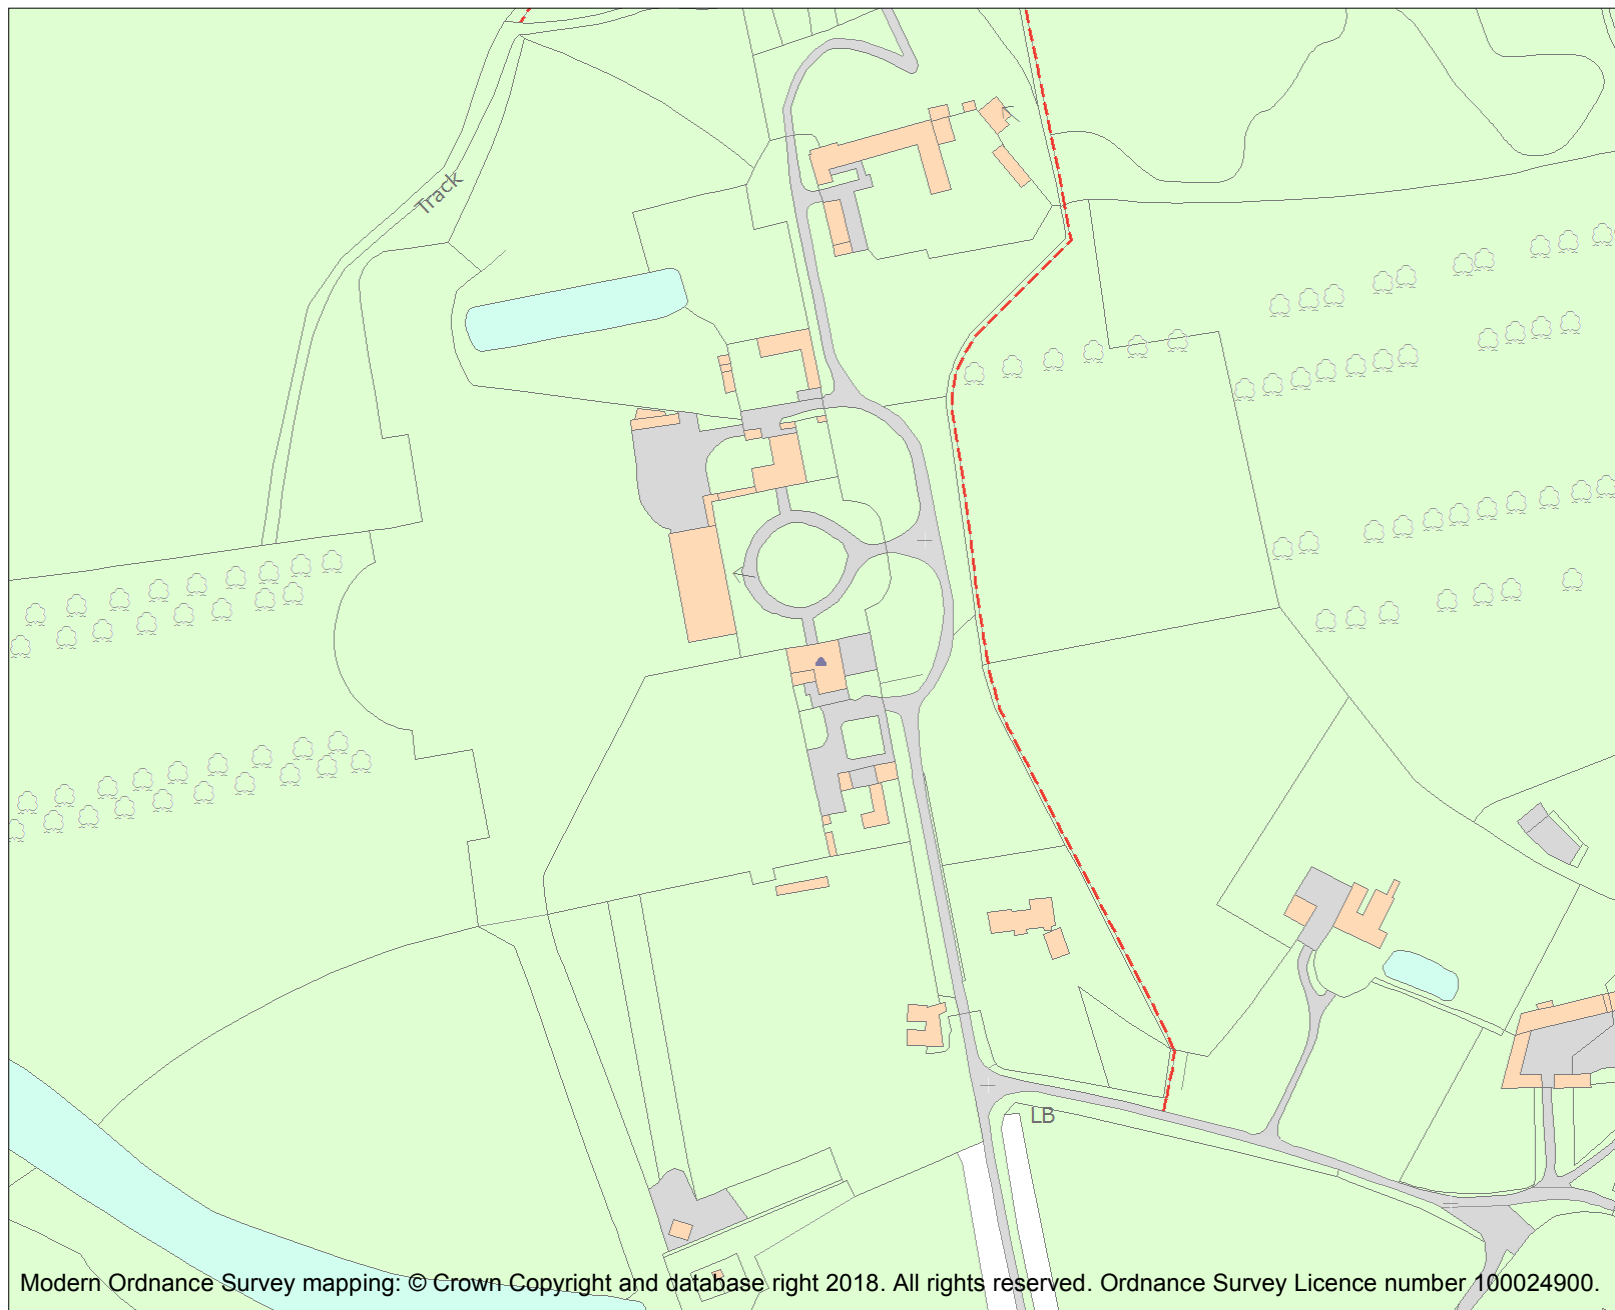 Track
LB
Modern Ordnance Survey mapping: © Crown Copyright and database right 2018. All rights reserved. Ordnance Survey Licence number 100024900.